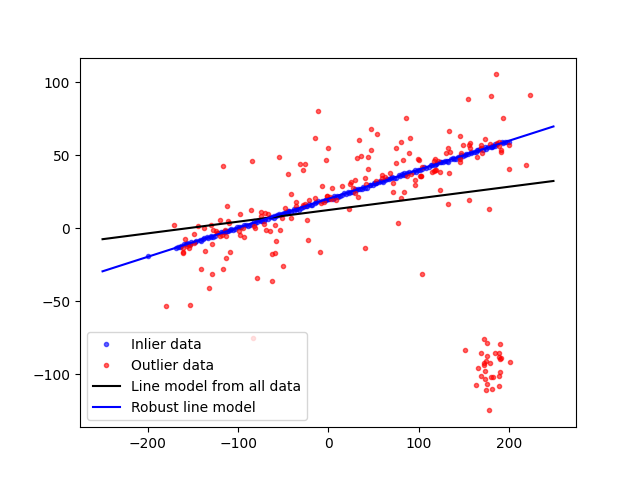 100
50
0
−50
−100
Inlier data
Outlier data
Line model from all data
Robust line model
−200
−100
0
100
200